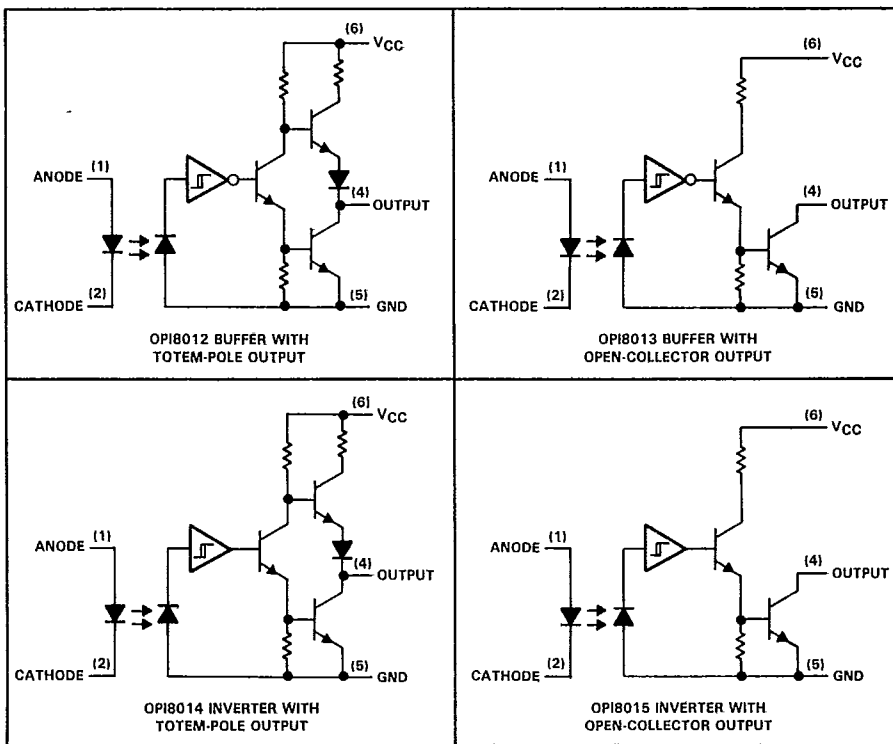 (6)
VCC
(1)
ANODE
(4)
OUTPUT
(2)
CATHODE
(5)
GND
OPI8012 BUFFER WITH
TOTEM-POLE OUTPUT
(6)
VCC
(1)
ANODE
(4)
OUTPUT
(2)
CATHODE
(5)
GND
OPI8013 BUFFER WITH
OPEN-COLLECTOR OUTPUT
(6)
VCC
(1)
ANODE
(4)
OUTPUT
(2)
CATHODE
(5)
GND
OPI8014 INVERTER WITH
TOTEM-POLE OUTPUT
(6)
VCC
(1)
ANODE
(4)
OUTPUT
(2)
CATHODE
(5)
GND
OPI8015 INVERTER WITH
OPEN-COLLECTOR OUTPUT